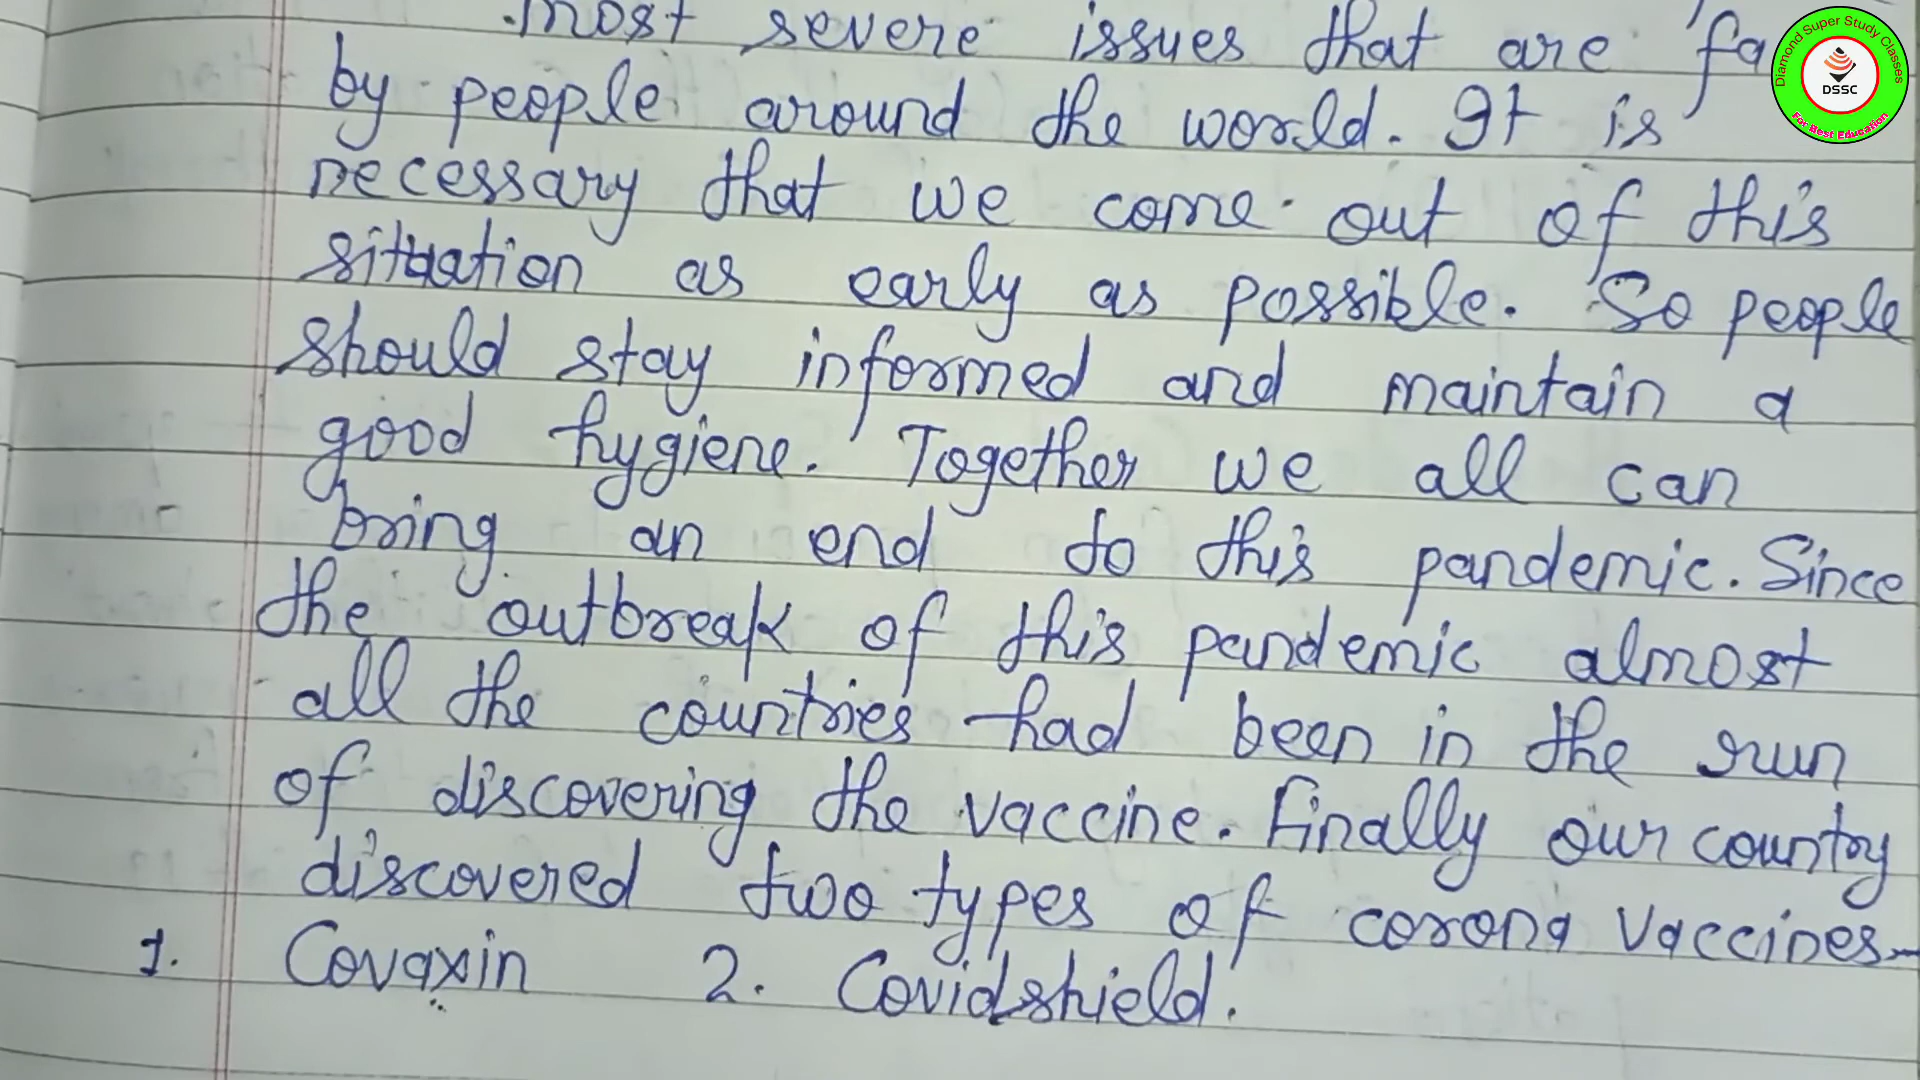 most severe issues that are fa
by people around the world. It is
necessary that we come out of this
situation as early as possible. So people
should stay informed and maintain a
good hygiene. Together we all can
bring an end to this pandemic. Since
the outbreak of this pandemic almost
all the countries had been in the run
of discovering the vaccine. Finally our country
discovered two types of corona vaccines-
1. Covaxin 2. Covidshield.
Diamond Super Study Classes
DSSC
For Best Education